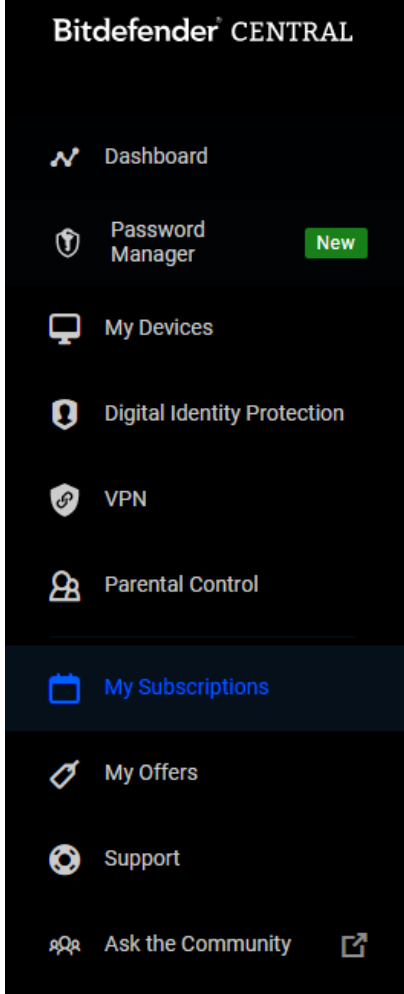 Bitdefender® CENTRAL
Dashboard
Password
Manager
New
My Devices
Digital Identity Protection
VPN
Parental Control
My Subscriptions
My Offers
Support
Ask the Community